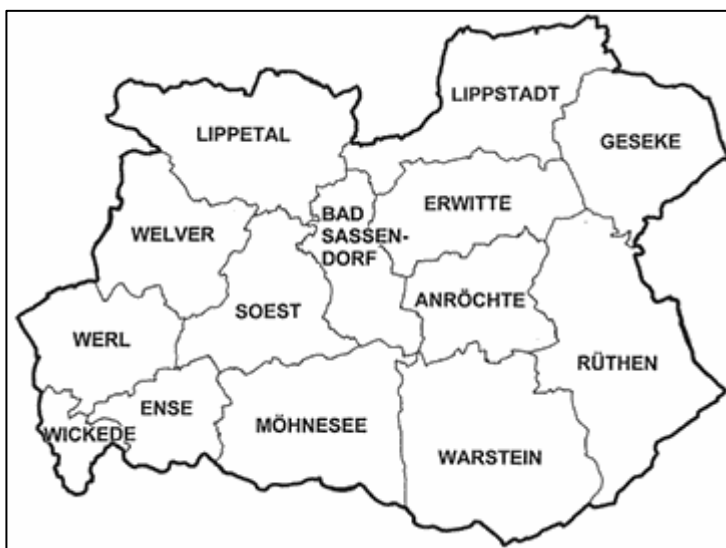 LIPPSTADT
LIPPETAL
GESEKE
ERWITTE
BAD
SASSEN-
DORF
WELVER
ANRÖCHTE
SOEST
WERL
RÜTHEN
ENSE
MÖHNESEE
WICKEDE
WARSTEIN